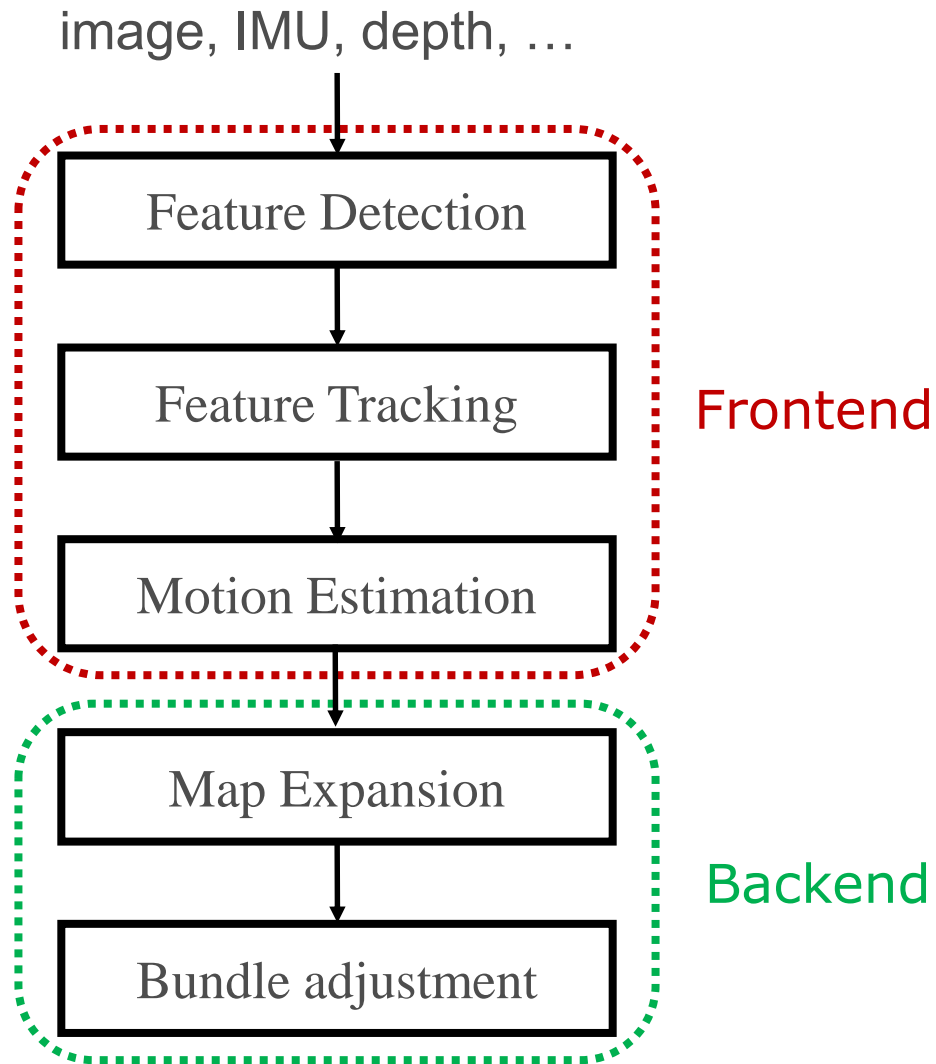 image, IMU, depth, …
Feature Detection
Feature Tracking
Frontend
Motion Estimation
Map Expansion
Backend
Bundle adjustment